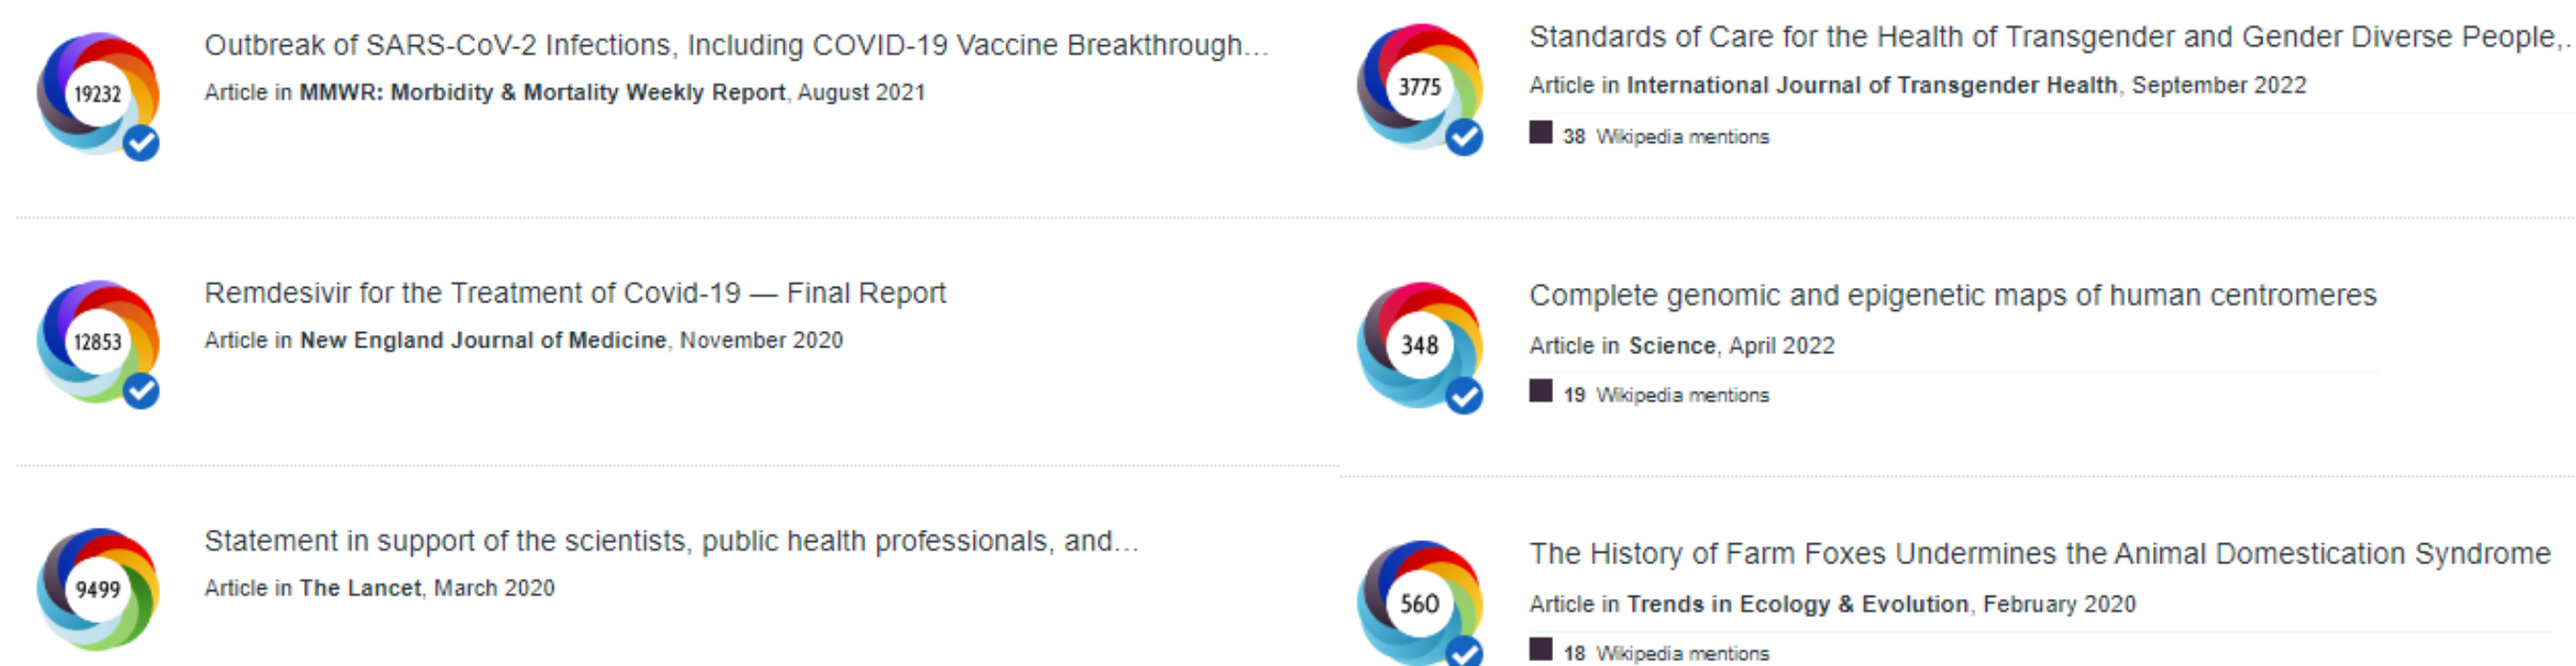 19232
Outbreak of SARS-CoV-2 Infections, Including COVID-19 Vaccine Breakthrough…
Article in MMWR: Morbidity & Mortality Weekly Report, August 2021
12853
Remdesivir for the Treatment of Covid-19 — Final Report
Article in New England Journal of Medicine, November 2020
9499
Statement in support of the scientists, public health professionals, and…
Article in The Lancet, March 2020
3775
Standards of Care for the Health of Transgender and Gender Diverse People,..
Article in International Journal of Transgender Health, September 2022
38 Wikipedia mentions
348
Complete genomic and epigenetic maps of human centromeres
Article in Science, April 2022
19 Wikipedia mentions
560
The History of Farm Foxes Undermines the Animal Domestication Syndrome
Article in Trends in Ecology & Evolution, February 2020
18 Wikipedia mentions